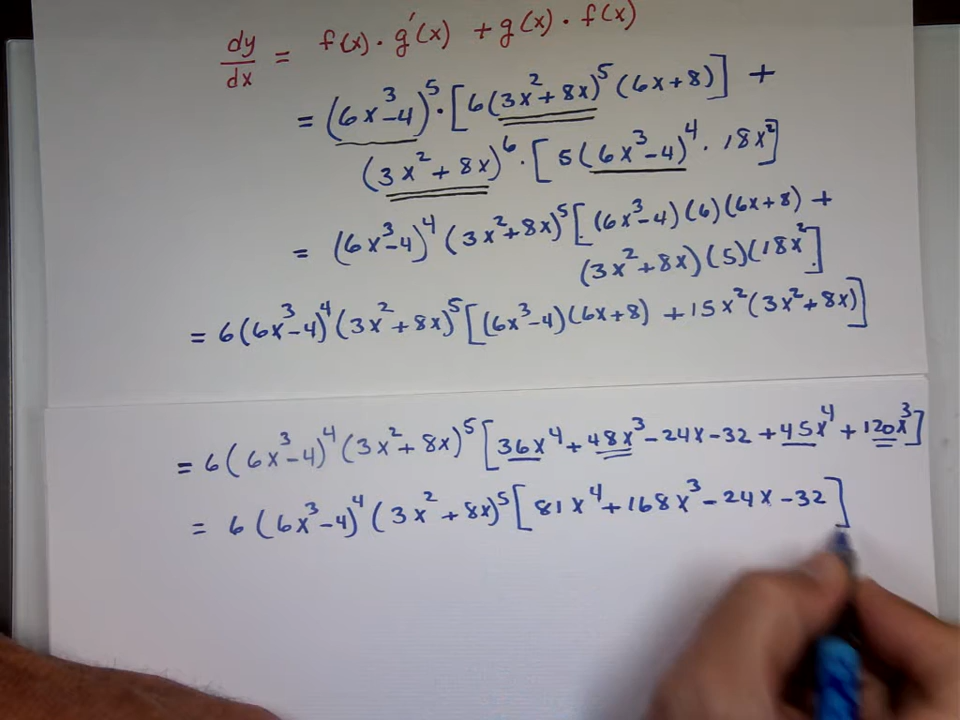 dy/dx = f(x) · g'(x) + g(x) · f(x)
= (6x³-4)⁵ · [6(3x²+8x)⁵(6x+8)] +
(3x²+8x)⁶ · [5(6x³-4)⁴ · 18x²]
= (6x³-4)⁴ (3x²+8x)⁵ [(6x³-4)(6)(6x+8) +
(3x²+8x)(5)(18x²]
= 6(6x³-4)⁴(3x²+8x)⁵[(6x³-4)(6x+8) + 15x²(3x²+8x)]
= 6(6x³-4)⁴(3x²+8x)⁵[36x⁴+48x³-24x-32+45x⁴+120x³]
= 6(6x³-4)⁴(3x²+8x)⁵[81x⁴+168x³-24x-32]